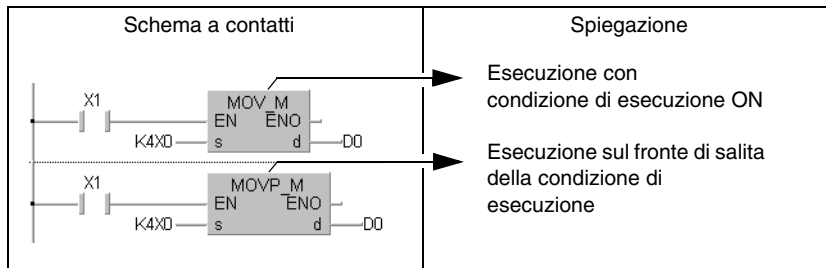 Schema a contatti
Spiegazione
X1
MOV_M
EN ENO
K4X0 s d D0
Esecuzione con
condizione di esecuzione ON
X1
MOVP_M
EN ENO
K4X0 s d D0
Esecuzione sul fronte di salita
della condizione di
esecuzione